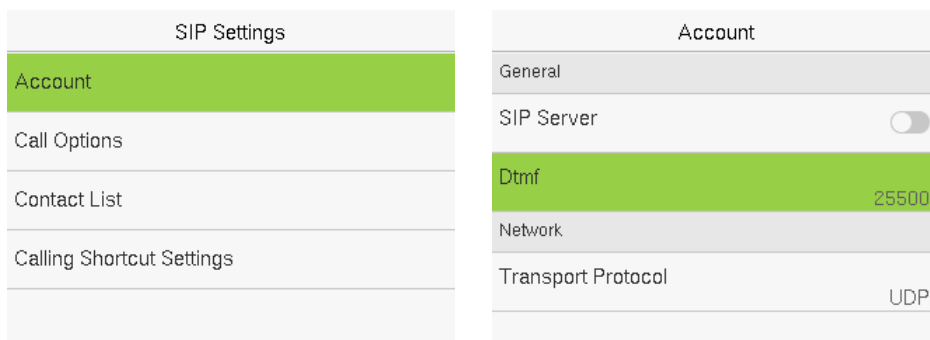 SIP Settings
Account
Call Options
Contact List
Calling Shortcut Settings
Account
General
SIP Server
Dtmf
25500
Network
Transport Protocol
UDP